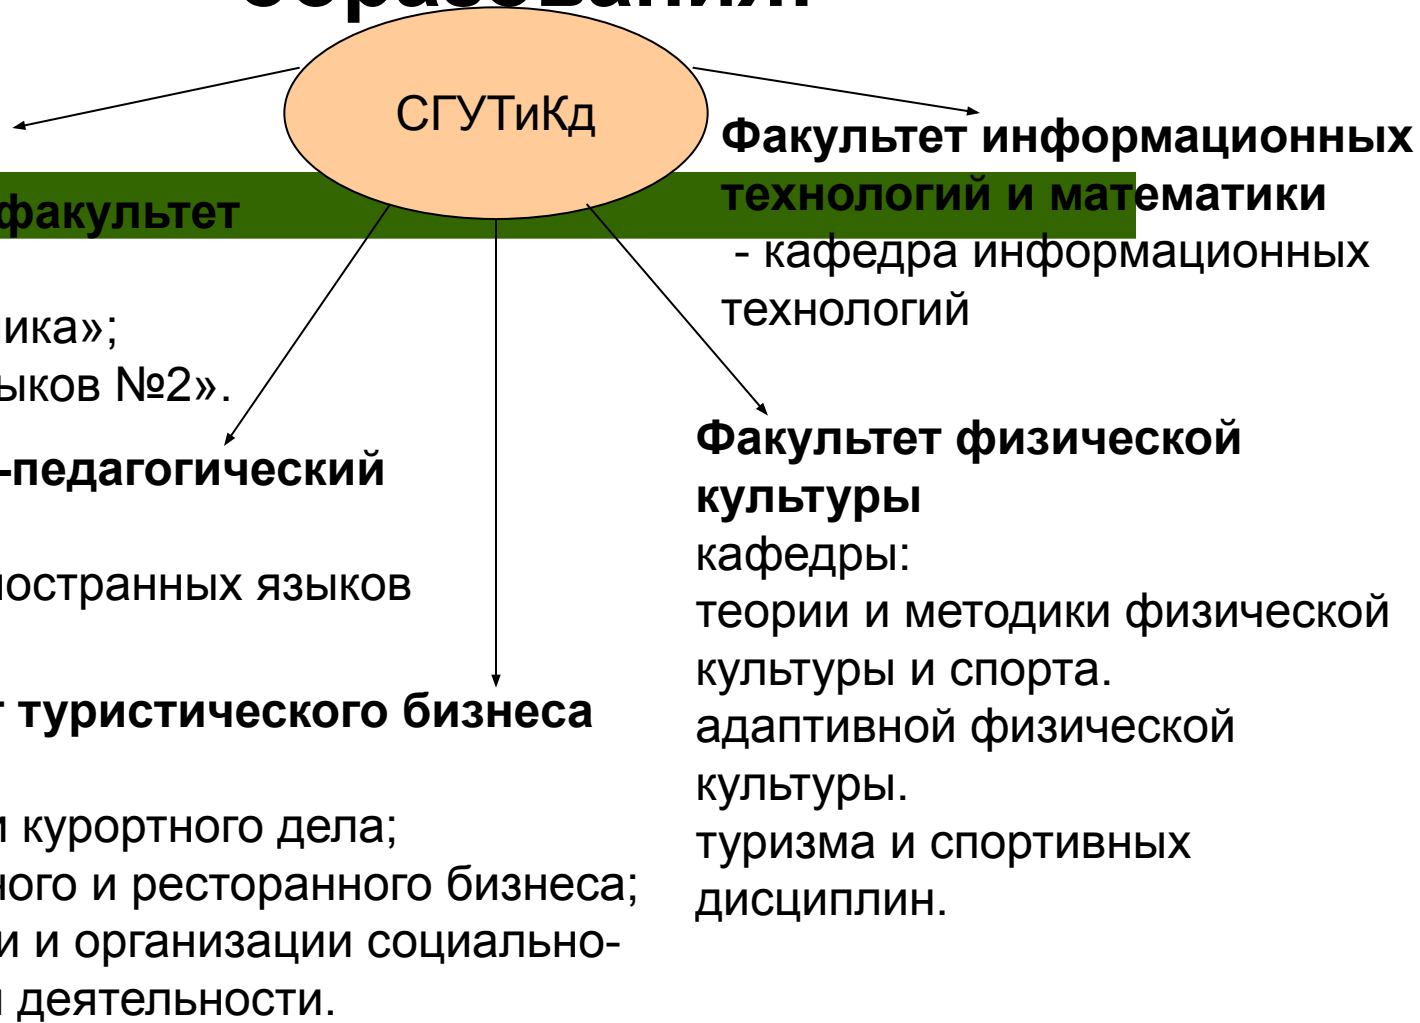 образования.
СГУТиКд
факультет
ика»;
ыков №2».
-педагогический
ностранных языков
т туристического бизнеса
и курортного дела;
ного и ресторанного бизнеса;
и и организации социально-
и деятельности.
Факультет информационных
технологий и математики
- кафедра информационных
технологий
Факультет физической
культуры
кафедры:
теории и методики физической
культуры и спорта.
адаптивной физической
культуры.
туризма и спортивных
дисциплин.